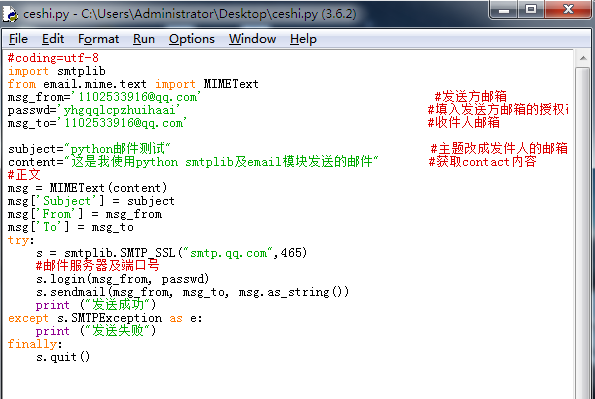 ceshi.py - C:\Users\Administrator\Desktop\ceshi.py (3.6.2)
File Edit Format Run Options Window Help
#coding=utf-8
import smtplib
from email.mime.text import MIMEText
msg_from='1102533916@qq.com' #发送方邮箱
passwd='yhgqqlcpzhuihaai' #填入发送方邮箱的授权
msg_to='1102533916@qq.com' #收件人邮箱
subject="python邮件测试" #主题改成发件人的邮箱
content="这是我使用python smtplib及email模块发送的邮件" #获取contact内容
#正文
msg = MIMEText(content)
msg['Subject'] = subject
msg['From'] = msg_from
msg['To'] = msg_to
try:
    s = smtplib.SMTP_SSL("smtp.qq.com",465)
    #邮件服务器及端口号
    s.login(msg_from, passwd)
    s.sendmail(msg_from, msg_to, msg.as_string())
    print ("发送成功")
except s.SMTPException as e:
    print ("发送失败")
finally:
    s.quit()